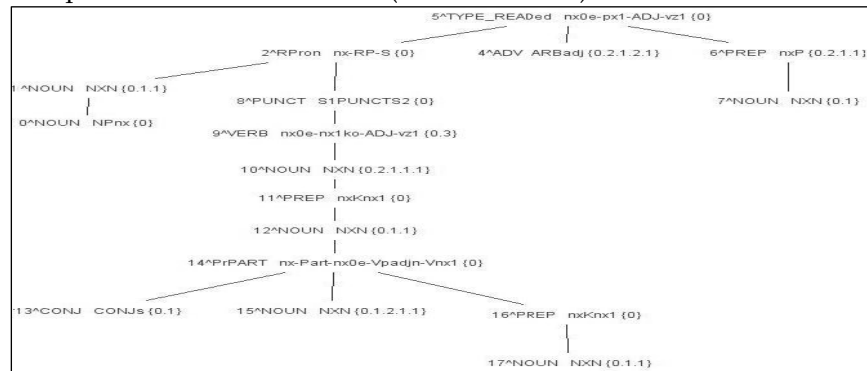 5^TYPE_READed nx0e-px1-ADJ-vz1 {0}
2^RPron nx-RP-S {0} 4^ADV ARBadj {0.2.1.2.1} 6^PREP nxP {0.2.1.1}
1^NOUN NXN {0.1.1}
8^PUNCT S1PUNCTS2 {0} 7^NOUN NXN {0.1}
0^NOUN NPnx {0}
9^VERB nx0e-nx1ko-ADJ-vz1 {0.3}
10^NOUN NXN {0.2.1.1.1}
11^PREP nxKnx1 {0}
12^NOUN NXN {0.1.1}
14^PrPART nx-Part-nx0e-Vpadjn-Vnx1 {0}
13^CONJ CONJs {0.1} 15^NOUN NXN {0.1.2.1.1} 16^PREP nxKnx1 {0}
17^NOUN NXN {0.1.1}